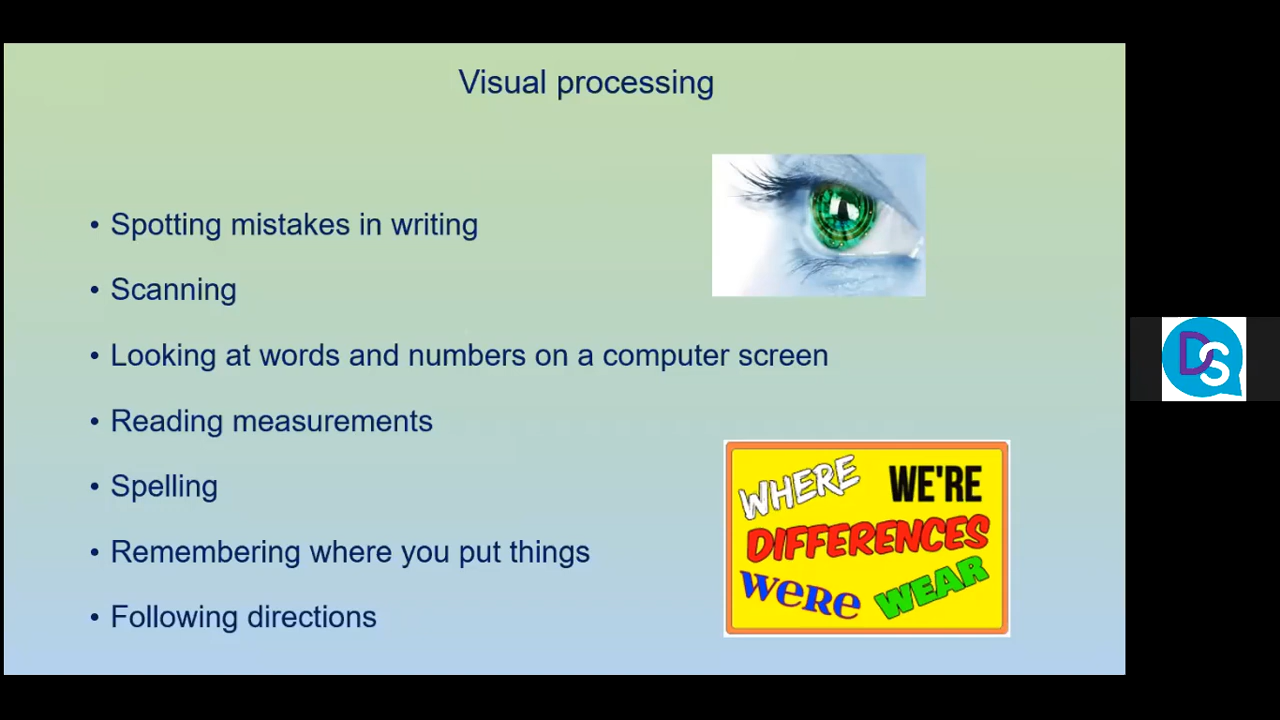 Visual processing
• Spotting mistakes in writing
• Scanning
• Looking at words and numbers on a computer screen
• Reading measurements
• Spelling
• Remembering where you put things
• Following directions
WHERE WE'RE
DIFFERENCES
WeRe WEAR
DS